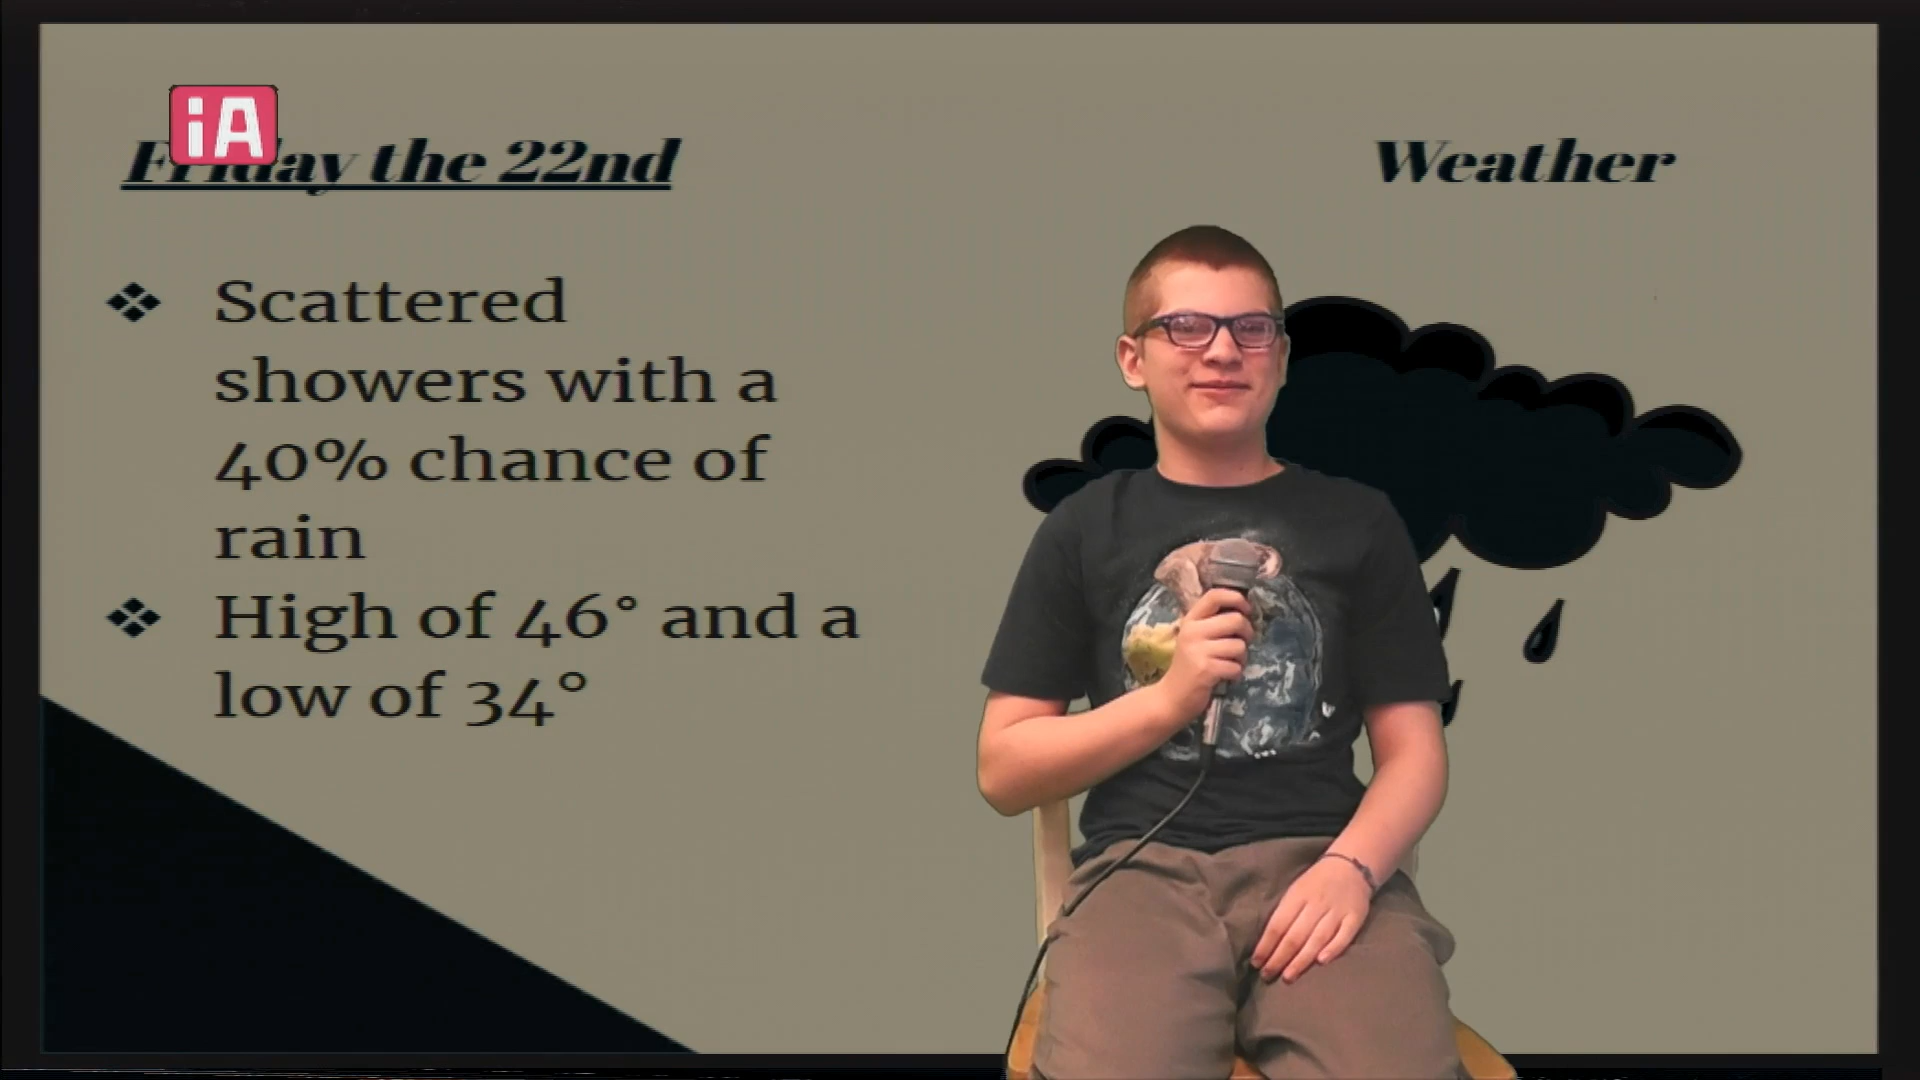 iA
Friday the 22nd
Weather
Scattered
showers with a
40% chance of
rain
High of 46° and a
low of 34°